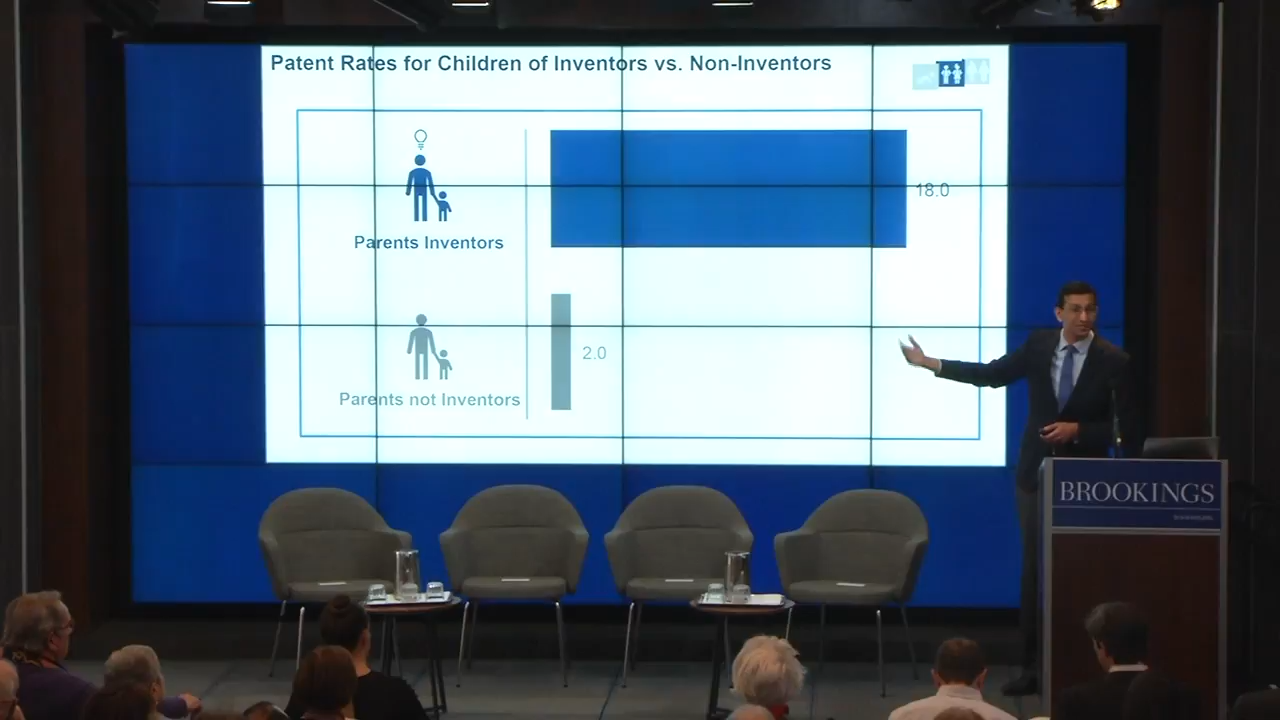 Patent Rates for Children of Inventors vs. Non-Inventors
18.0
Parents Inventors
2.0
Parents not Inventors
BROOKINGS